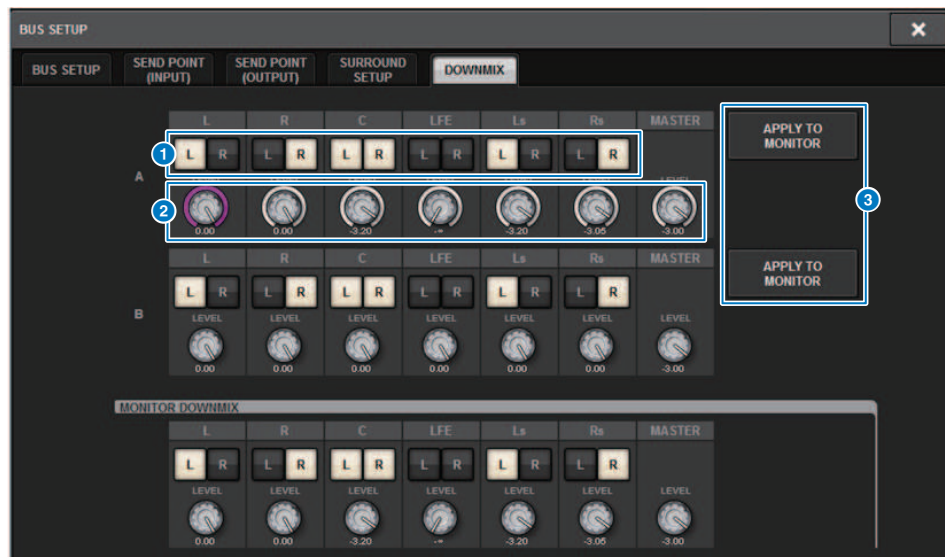 BUS SETUP
BUS SETUP
SEND POINT
(INPUT)
SEND POINT
(OUTPUT)
SURROUND
SETUP
DOWNMIX
L R C LFE Ls Rs MASTER
APPLY TO
MONITOR
1
L R L R L R L R L R L R
A
LEVEL
2
3
0.00 0.00 -3.20 -∞ -3.20 -3.05 -3.00
L R C LFE Ls Rs MASTER
APPLY TO
MONITOR
L R L R L R L R L R L R
B
LEVEL LEVEL LEVEL LEVEL LEVEL LEVEL LEVEL
0.00 0.00 0.00 0.00 0.00 0.00 -3.00
MONITOR DOWNMIX
L R C LFE Ls Rs MASTER
L R L R L R L R L R L R
LEVEL LEVEL LEVEL LEVEL LEVEL LEVEL LEVEL
0.00 0.00 -3.20 -∞ -3.20 -3.05 -3.00